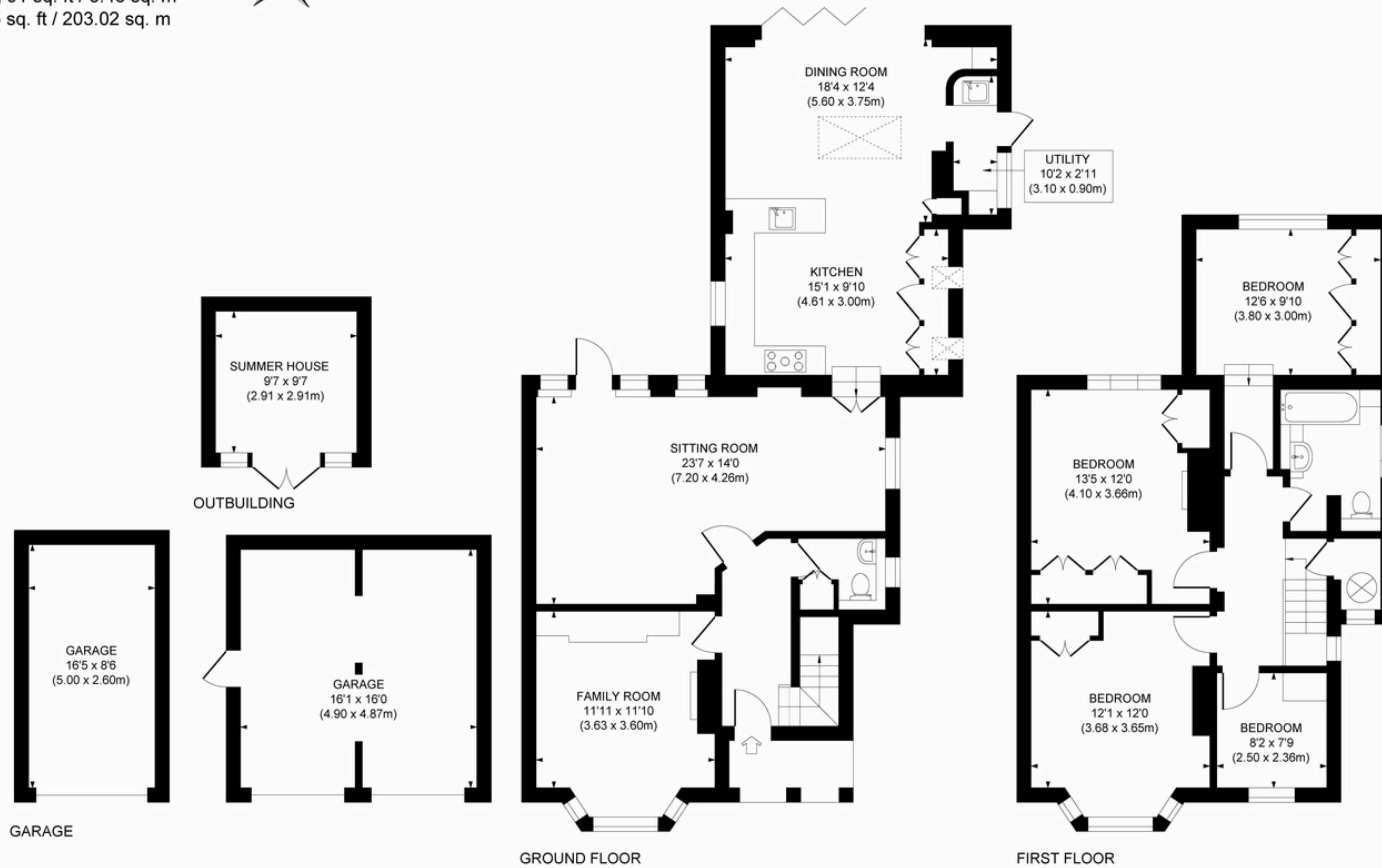 sq. ft / 203.02 sq. m
DINING ROOM
18'4 x 12'4
(5.60 x 3.75m)
UTILITY
10'2 x 2'11
(3.10 x 0.90m)
KITCHEN
15'1 x 9'10
(4.61 x 3.00m)
BEDROOM
12'6 x 9'10
(3.80 x 3.00m)
SUMMER HOUSE
9'7 x 9'7
(2.91 x 2.91m)
OUTBUILDING
SITTING ROOM
23'7 x 14'0
(7.20 x 4.26m)
BEDROOM
13'5 x 12'0
(4.10 x 3.66m)
GARAGE
16'5 x 8'6
(5.00 x 2.60m)
GARAGE
16'1 x 16'0
(4.90 x 4.87m)
FAMILY ROOM
11'11 x 11'10
(3.63 x 3.60m)
BEDROOM
12'1 x 12'0
(3.68 x 3.65m)
BEDROOM
8'2 x 7'9
(2.50 x 2.36m)
GARAGE
GROUND FLOOR
FIRST FLOOR